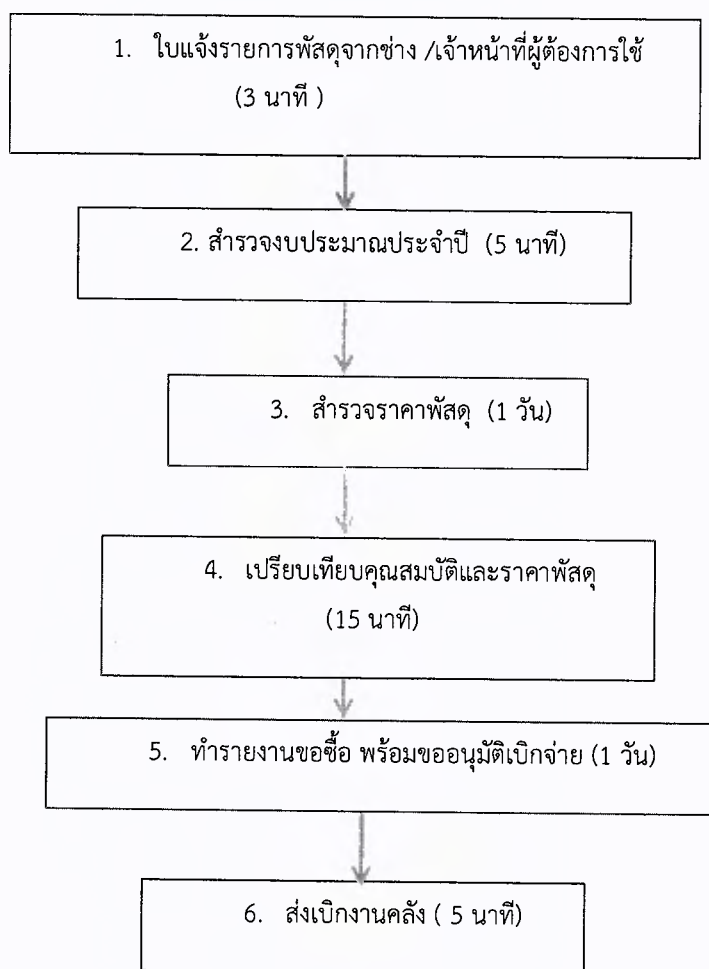 1. ใบแจ้งรายการพัสดุจากช่าง /เจ้าหน้าที่ผู้ต้องการใช้
(3 นาที )
2. สำรวจงบประมาณประจำปี (5 นาที)
3. สำรวจราคาพัสดุ (1 วัน)
4. เปรียบเทียบคุณสมบัติและราคาพัสดุ
(15 นาที)
5. ทำรายงานขอซื้อ พร้อมขออนุมัติเบิกจ่าย (1 วัน)
6. ส่งเบิกงานคลัง ( 5 นาที)